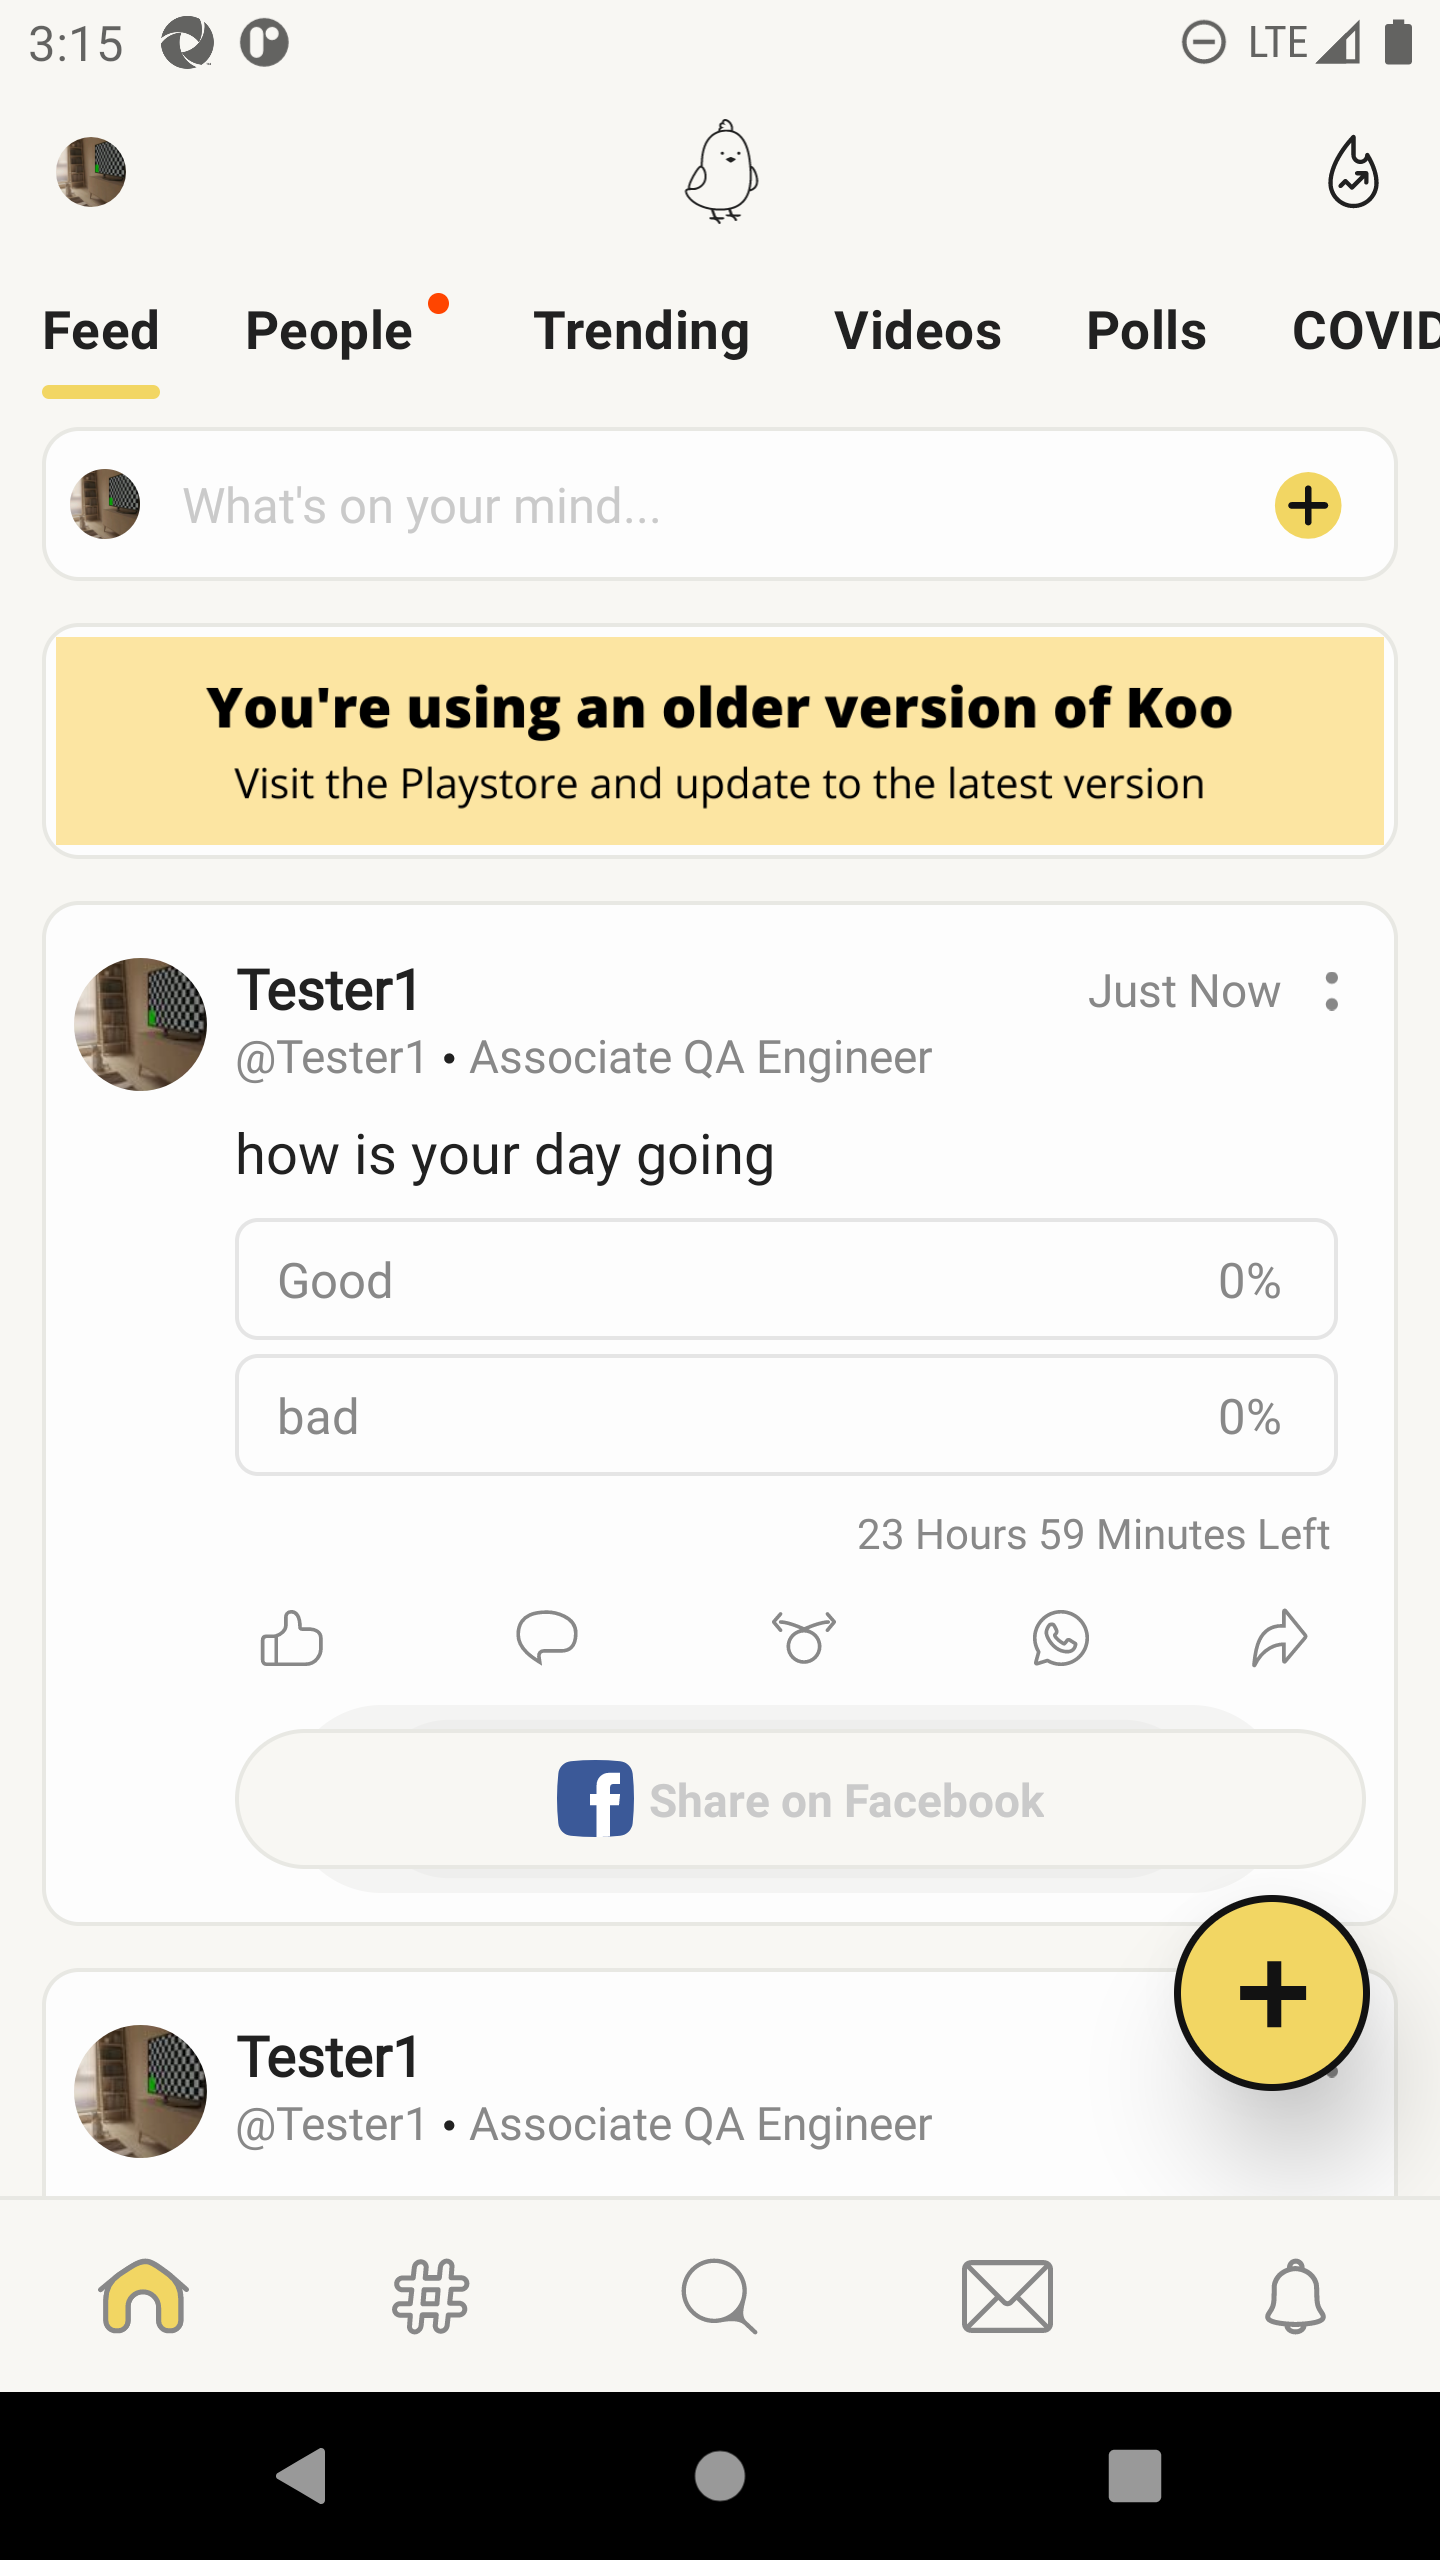 3:15
LTE
Feed People Trending Videos Polls COVID
What's on your mind...
You're using an older version of Koo
Visit the Playstore and update to the latest version
Tester1 Just Now
@Tester1 • Associate QA Engineer
how is your day going
Good 0%
bad 0%
23 Hours 59 Minutes Left
Share on Facebook
Tester1
@Tester1 • Associate QA Engineer